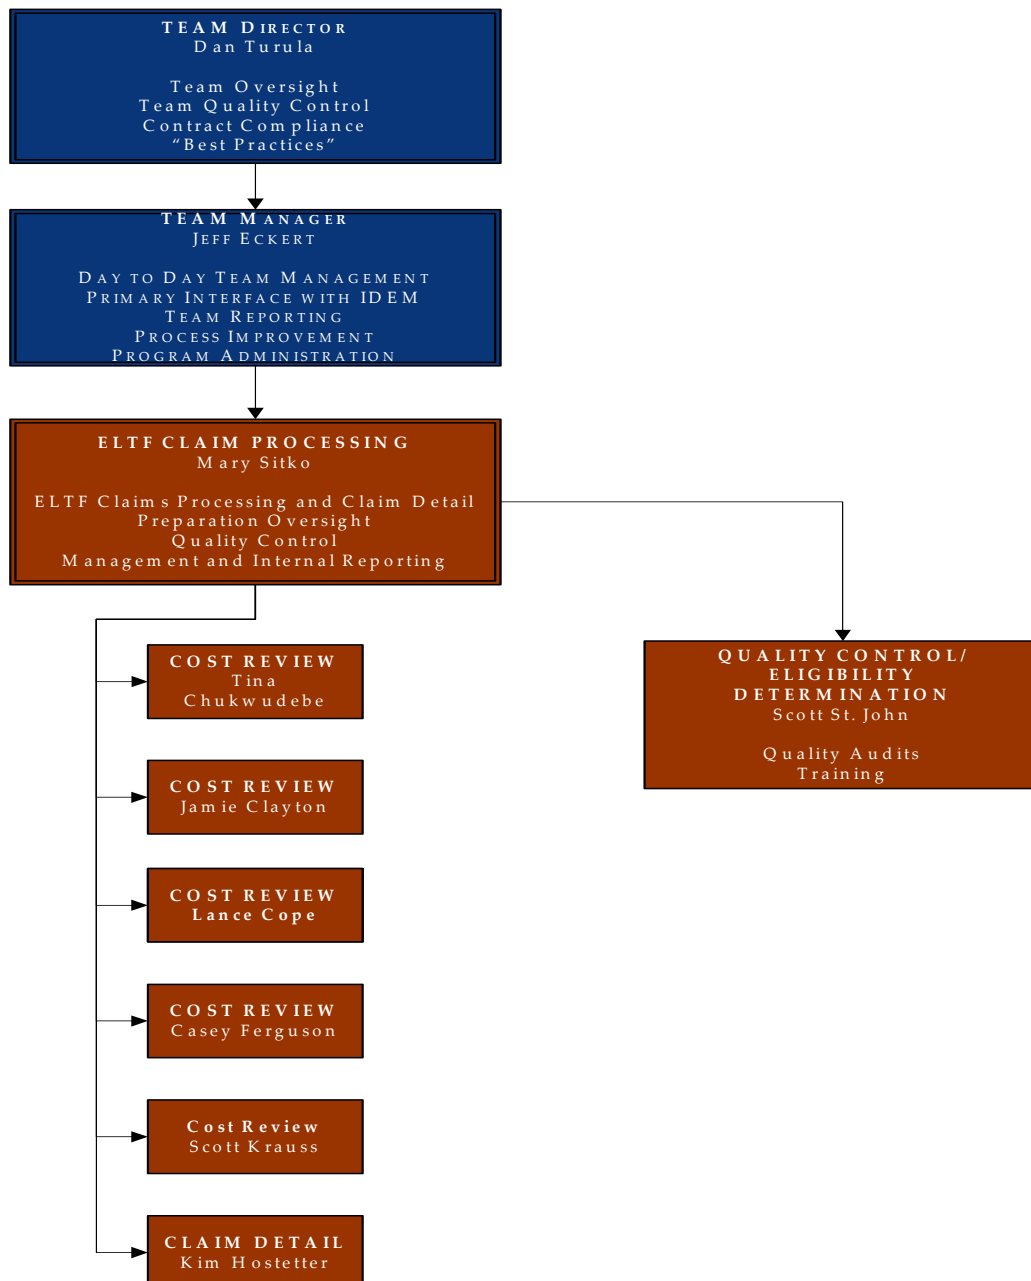 TEAM DIRECTOR
Dan Turula
Team Oversight
Team Quality Control
Contract Compliance
“Best Practices”
TEAM MANAGER
JEFF ECKERT
DAY TO DAY TEAM MANAGEMENT
PRIMARY INTERFACE WITH IDEM
TEAM REPORTING
PROCESS IMPROVEMENT
PROGRAM ADMINISTRATION
ELTF CLAIM PROCESSING
Mary Sitko
ELTF Claims Processing and Claim Detail
Preparation Oversight
Quality Control
Management and Internal Reporting
QUALITY CONTROL/
ELIGIBILITY
DETERMINATION
Scott St. John
Quality Audits
Training
COST REVIEW
Tina
Chukwudebe
COST REVIEW
Jamie Clayton
COST REVIEW
Lance Cope
COST REVIEW
Casey Ferguson
Cost Review
Scott Krauss
CLAIM DETAIL
Kim Hostetter